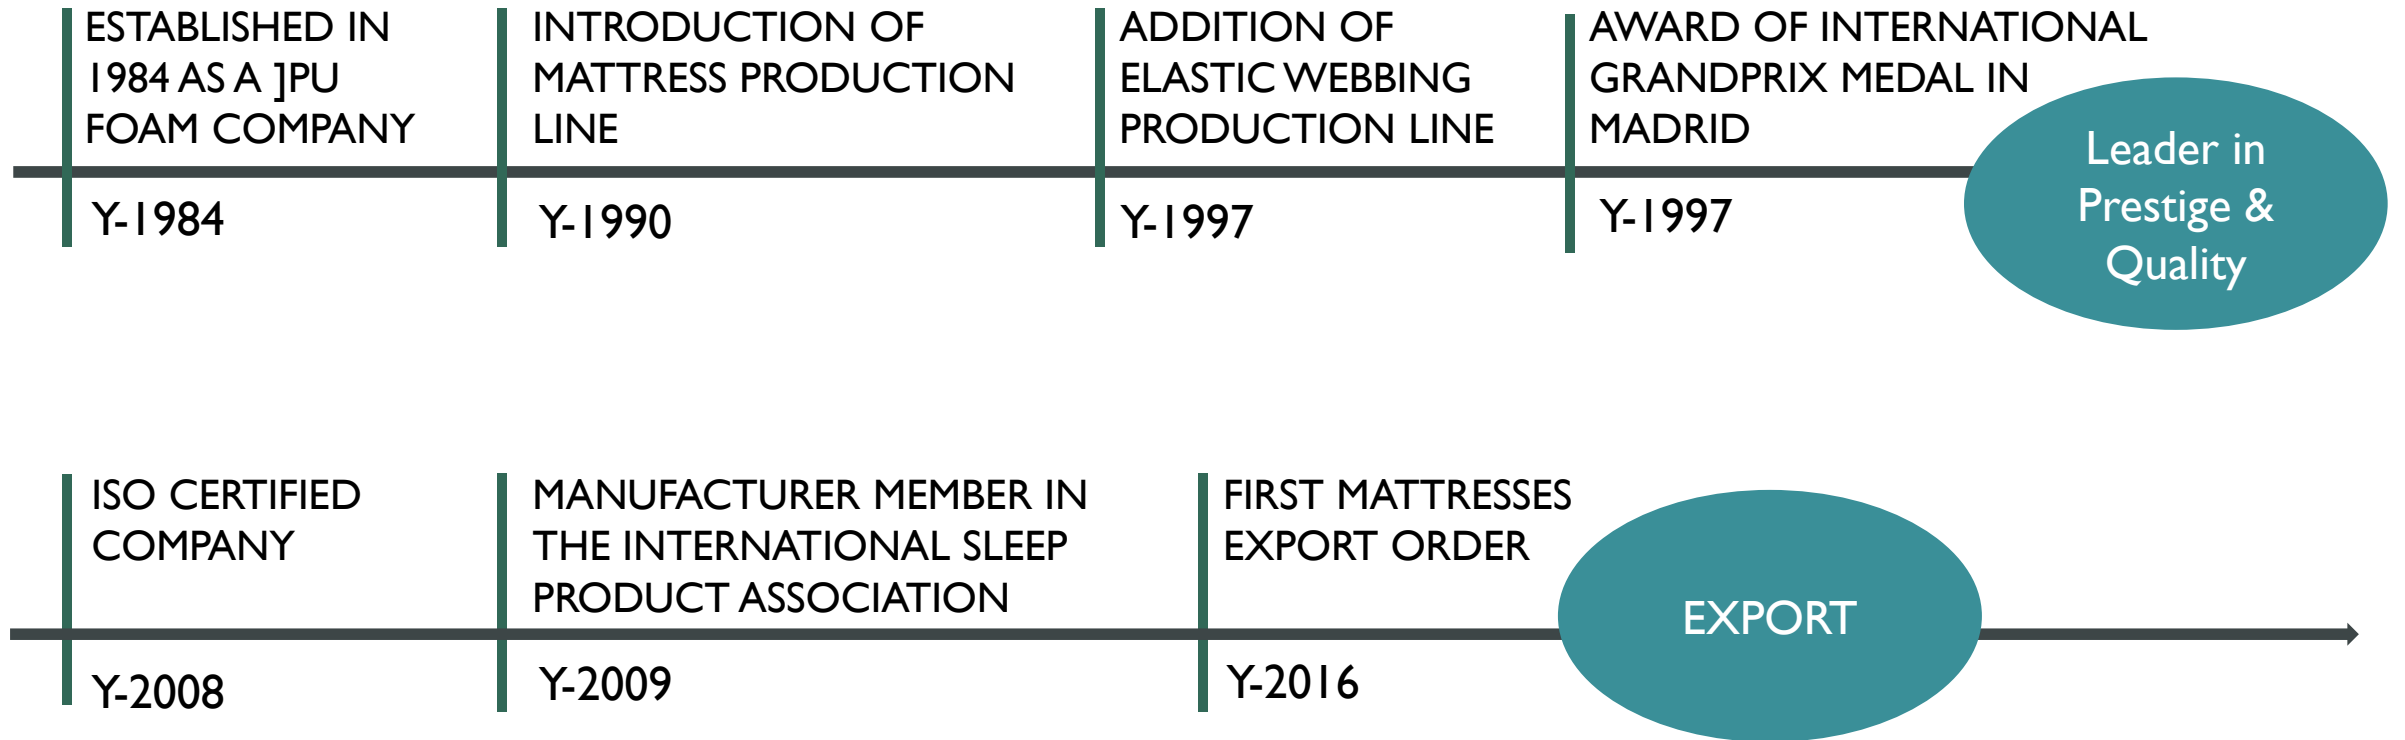 ESTABLISHED IN
1984 AS A ]PU
FOAM COMPANY
Y-1984
INTRODUCTION OF
MATTRESS PRODUCTION
LINE
Y-1990
ADDITION OF
ELASTIC WEBBING
PRODUCTION LINE
Y-1997
AWARD OF INTERNATIONAL
GRANDPRIX MEDAL IN
MADRID
Y-1997
Leader in
Prestige &
Quality
ISO CERTIFIED
COMPANY
Y-2008
MANUFACTURER MEMBER IN
THE INTERNATIONAL SLEEP
PRODUCT ASSOCIATION
Y-2009
FIRST MATTRESSES
EXPORT ORDER
Y-2016
EXPORT